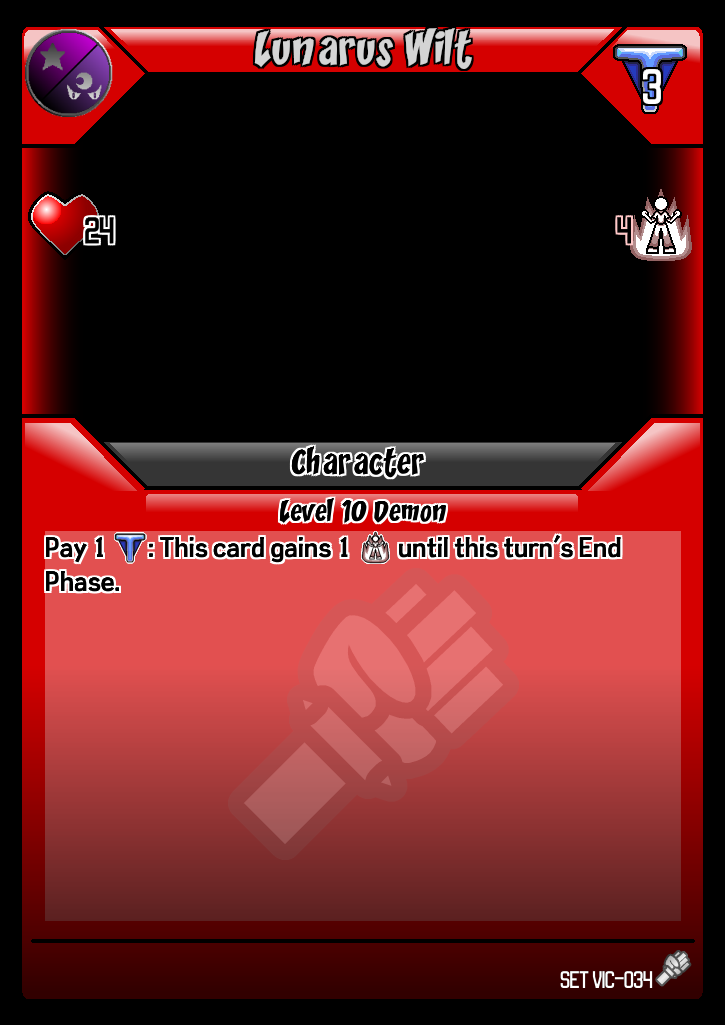 Lunarus Wilt
3
24
4
Character
Level 10 Demon
Pay 1 : This card gains 1 until this turn's End
Phase.
SET VIC-034